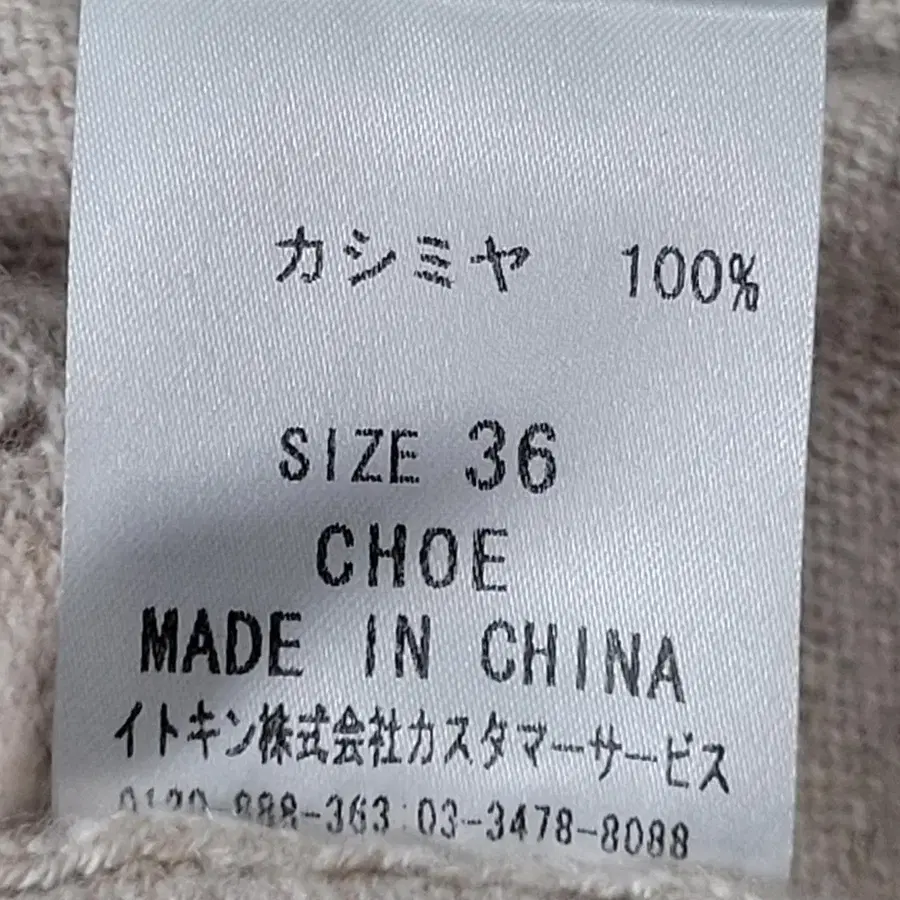 カシミヤ 100%
SIZE 36
CHOE
MADE IN CHINA
イトキン株式会社カスタマーサービス
0120-888-363 03-3478-8088